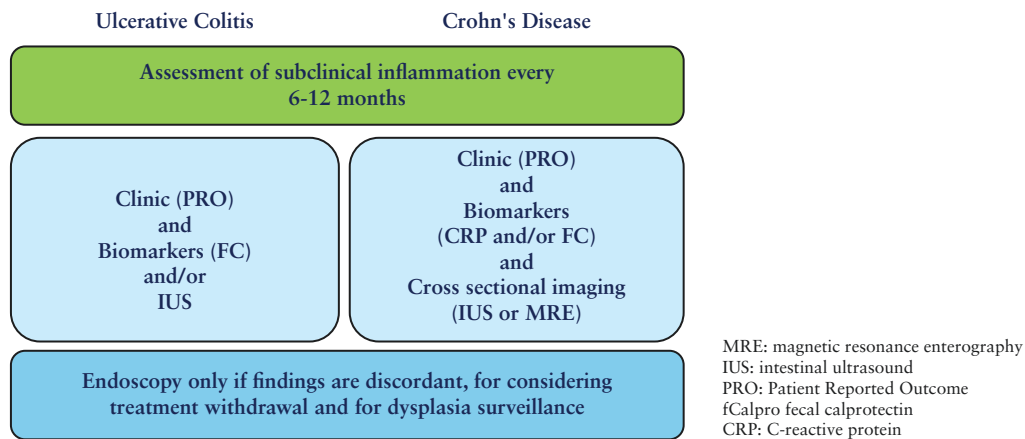 Ulcerative Colitis
Crohn's Disease
Assessment of subclinical inflammation every
6-12 months
Clinic (PRO)
and
Biomarkers (FC)
and/or
IUS
Clinic (PRO)
and
Biomarkers
(CRP and/or FC)
and
Cross sectional imaging
(IUS or MRE)
Endoscopy only if findings are discordant, for considering
treatment withdrawal and for dysplasia surveillance
MRE: magnetic resonance enterography
IUS: intestinal ultrasound
PRO: Patient Reported Outcome
fCalpro fecal calprotectin
CRP: C-reactive protein